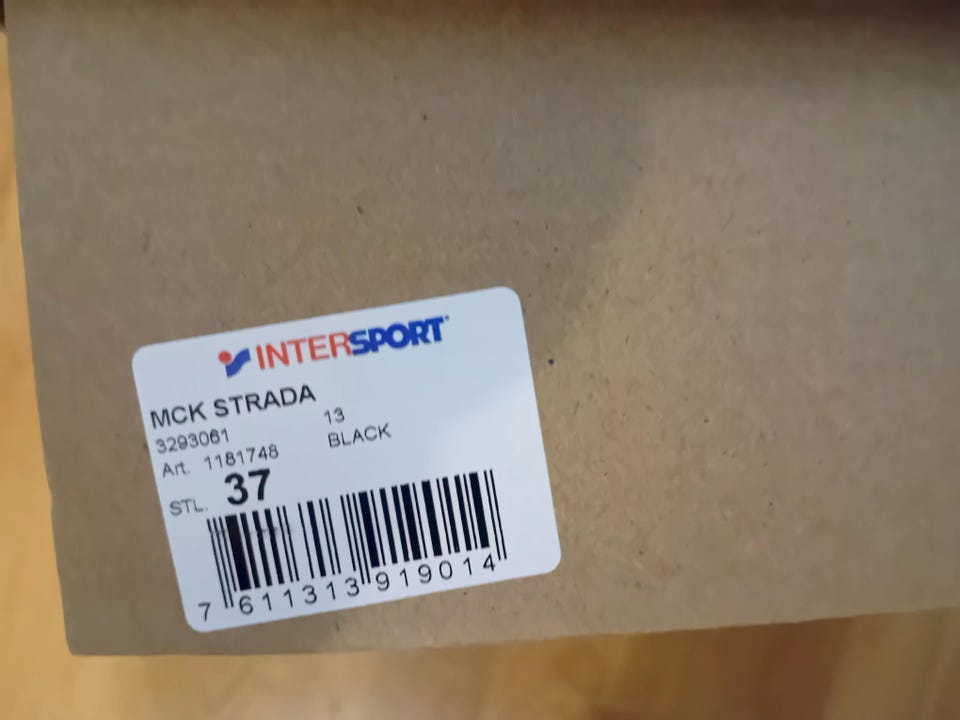 INTERSPORT
MCK STRADA
3293061 13
Art. 1181748 BLACK
STL. 37
7 611313 919014